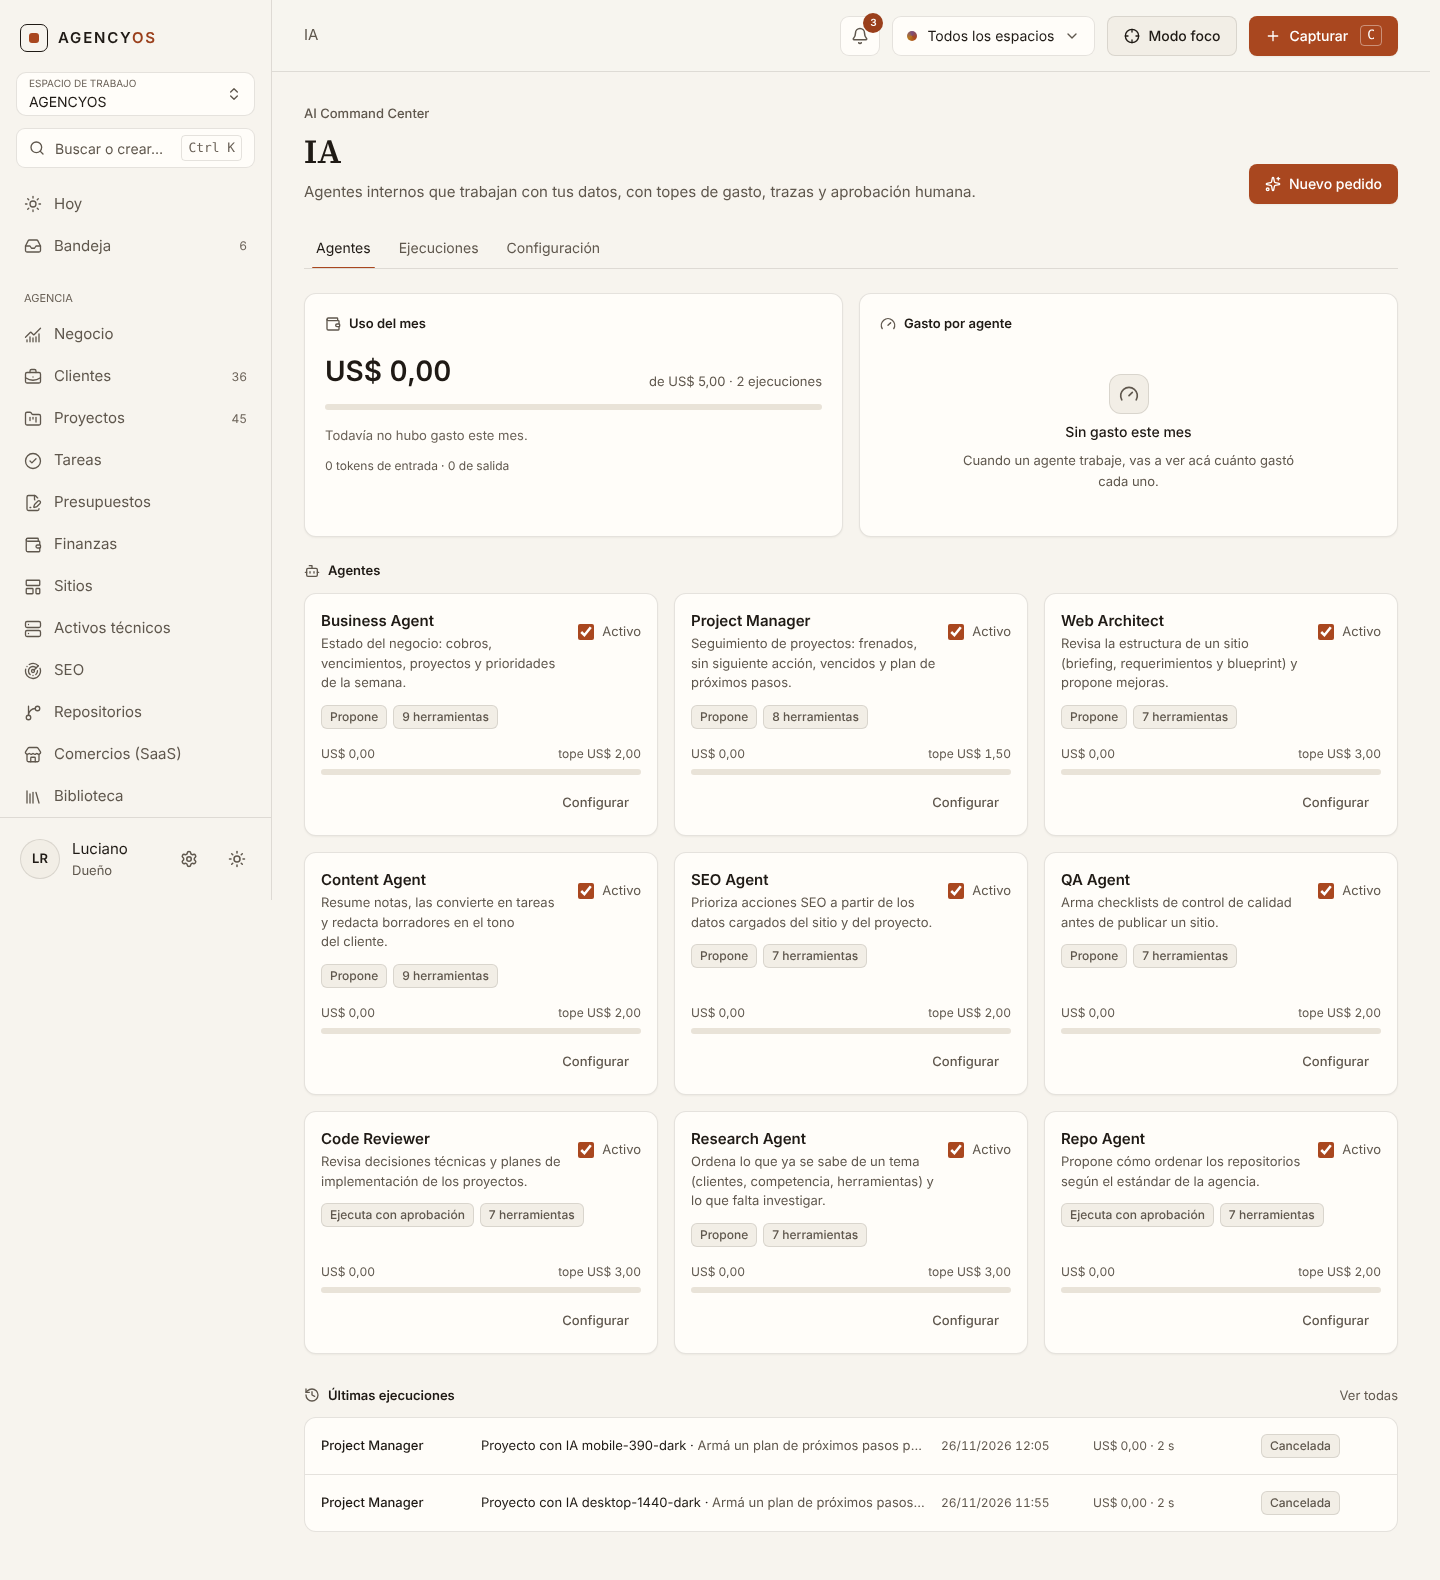 AGENCYOS
ESPACIO DE TRABAJO
AGENCYOS
Buscar o crear... Ctrl K
Hoy
Bandeja 6
AGENCIA
Negocio
Clientes 36
Proyectos 45
Tareas
Presupuestos
Finanzas
Sitios
Activos técnicos
SEO
Repositorios
Comercios (SaaS)
Biblioteca
LR
Luciano
Dueño
IA
3
Todos los espacios
Modo foco
Capturar C
AI Command Center
IA
Agentes internos que trabajan con tus datos, con topes de gasto, trazas y aprobación humana.
Nuevo pedido
Agentes Ejecuciones Configuración
Uso del mes
US$ 0,00
de US$ 5,00 · 2 ejecuciones
Todavía no hubo gasto este mes.
0 tokens de entrada · 0 de salida
Gasto por agente
Sin gasto este mes
Cuando un agente trabaje, vas a ver acá cuánto gastó
cada uno.
Agentes
Business Agent
Activo
Estado del negocio: cobros,
vencimientos, proyectos y prioridades
de la semana.
Propone 9 herramientas
US$ 0,00 tope US$ 2,00
Configurar
Project Manager
Activo
Seguimiento de proyectos: frenados,
sin siguiente acción, vencidos y plan de
próximos pasos.
Propone 8 herramientas
US$ 0,00 tope US$ 1,50
Configurar
Web Architect
Activo
Revisa la estructura de un sitio
(briefing, requerimientos y blueprint) y
propone mejoras.
Propone 7 herramientas
US$ 0,00 tope US$ 3,00
Configurar
Content Agent
Activo
Resume notas, las convierte en tareas
y redacta borradores en el tono
del cliente.
Propone 9 herramientas
US$ 0,00 tope US$ 2,00
Configurar
SEO Agent
Activo
Prioriza acciones SEO a partir de los
datos cargados del sitio y del proyecto.
Propone 7 herramientas
US$ 0,00 tope US$ 2,00
Configurar
QA Agent
Activo
Arma checklists de control de calidad
antes de publicar un sitio.
Propone 7 herramientas
US$ 0,00 tope US$ 2,00
Configurar
Code Reviewer
Activo
Revisa decisiones técnicas y planes de
implementación de los proyectos.
Ejecuta con aprobación 7 herramientas
US$ 0,00 tope US$ 3,00
Configurar
Research Agent
Activo
Ordena lo que ya se sabe de un tema
(clientes, competencia, herramientas) y
lo que falta investigar.
Propone 7 herramientas
US$ 0,00 tope US$ 3,00
Configurar
Repo Agent
Activo
Propone cómo ordenar los repositorios
según el estándar de la agencia.
Ejecuta con aprobación 7 herramientas
US$ 0,00 tope US$ 2,00
Configurar
Últimas ejecuciones
Ver todas
Project Manager Proyecto con IA mobile-390-dark · Armá un plan de próximos pasos p... 26/11/2026 12:05 US$ 0,00 · 2 s Cancelada
Project Manager Proyecto con IA desktop-1440-dark · Armá un plan de próximos pasos... 26/11/2026 11:55 US$ 0,00 · 2 s Cancelada